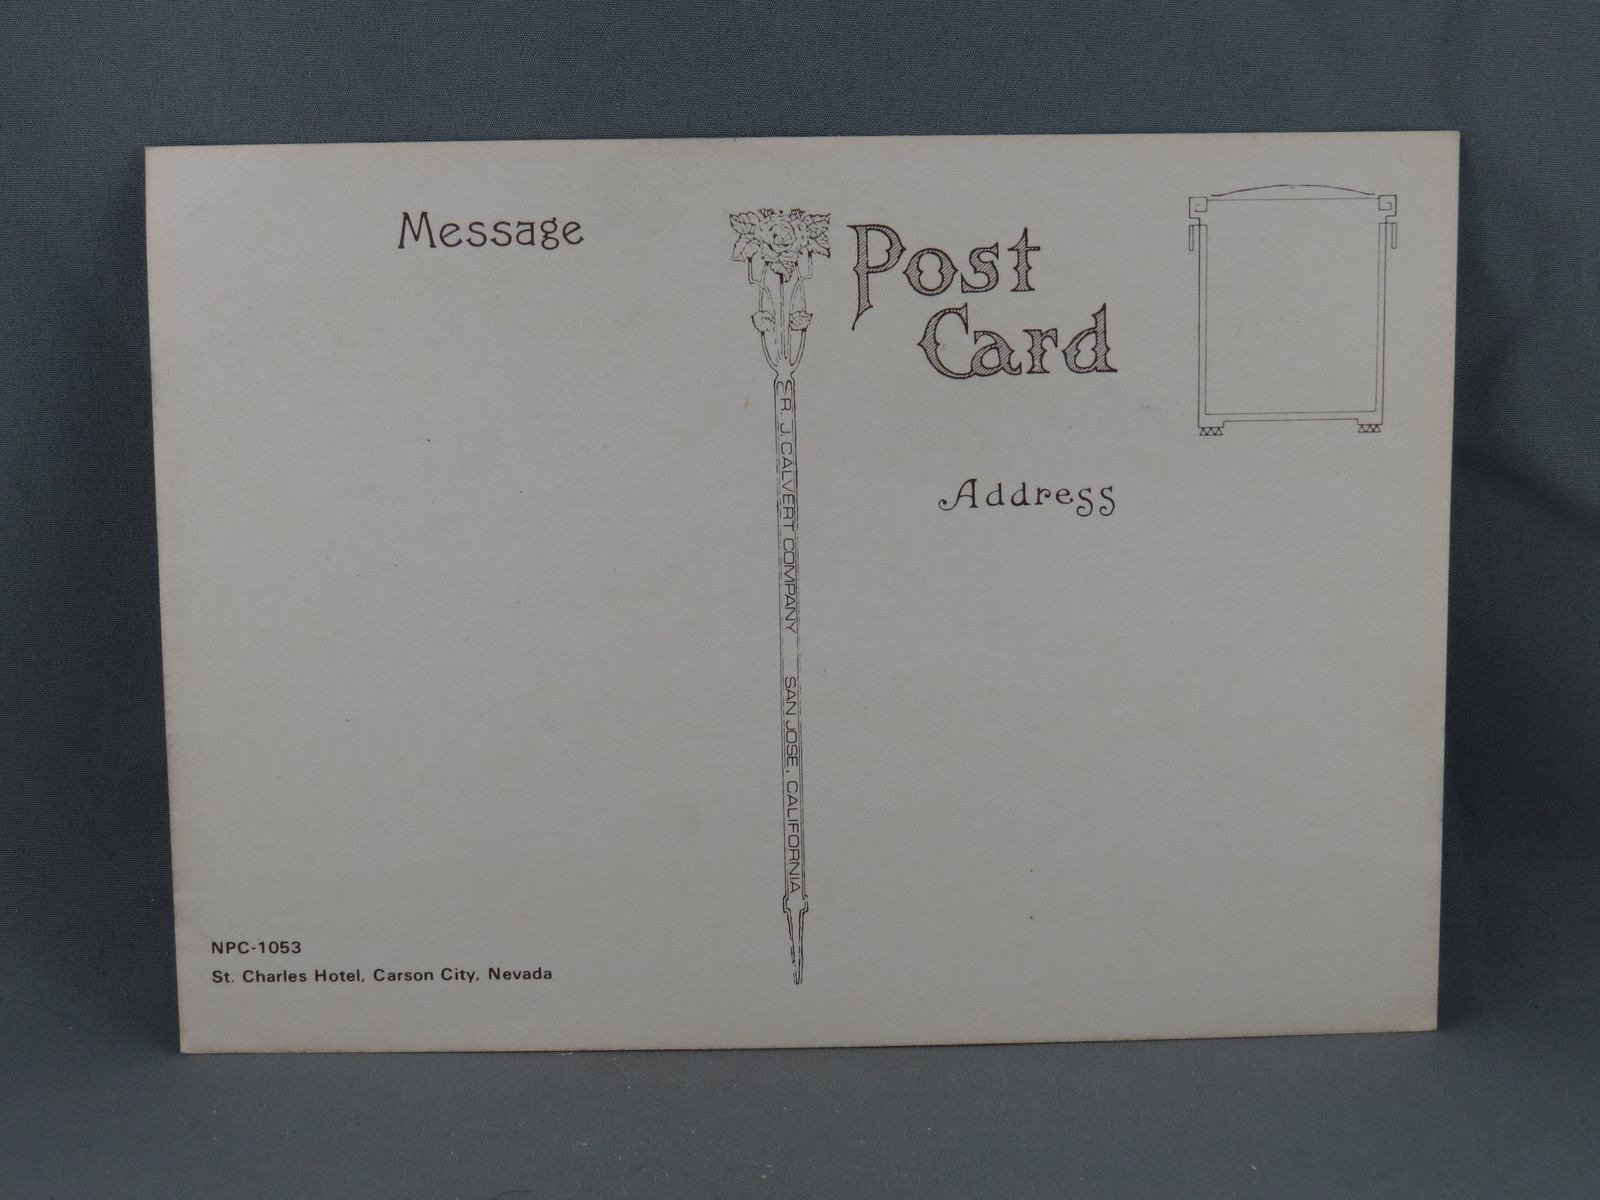 Message
Post
Card
Address
R. J. CALVERT COMPANY SAN JOSE, CALIFORNIA
NPC-1053
St. Charles Hotel, Carson City, Nevada